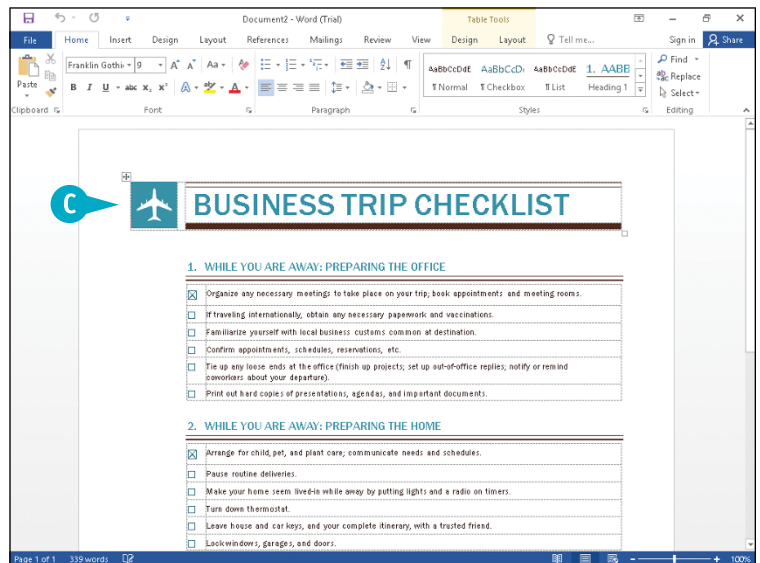 Document2 - Word (Trial)
Table Tools
File Home Insert Design Layout References Mailings Review View Design Layout Tell me... Sign in Share
Franklin Gothi 9 A A Aa
Find
Paste
B I U abc x₂ x² A A
AaBbCcDdE AaBbCcDı AaBbCcDdE 1. AABB
¶ Normal ¶ Checkbox ¶ List Heading 1
Replace
Select
Clipboard Font Paragraph Styles Editing
C
BUSINESS TRIP CHECKLIST
1. WHILE YOU ARE AWAY: PREPARING THE OFFICE
Organize any necessary meetings to take place on your trip; book appointments and meeting rooms.
If traveling internationally, obtain any necessary paperwork and vaccinations.
Familiarize yourself with local business customs common at destination.
Confirm appointments, schedules, reservations, etc.
Tie up any loose ends at the office (finish up projects; set up out-of-office replies; notify or remind
coworkers about your departure).
Print out hard copies of presentations, agendas, and important documents.
2. WHILE YOU ARE AWAY: PREPARING THE HOME
Arrange for child, pet, and plant care; communicate needs and schedules.
Pause routine deliveries.
Make your home seem lived-in while away by putting lights and a radio on timers.
Turn down thermostat.
Leave house and car keys, and your complete itinerary, with a trusted friend.
Lock windows, garages, and doors.
Page 1 of 1 339 words 100%